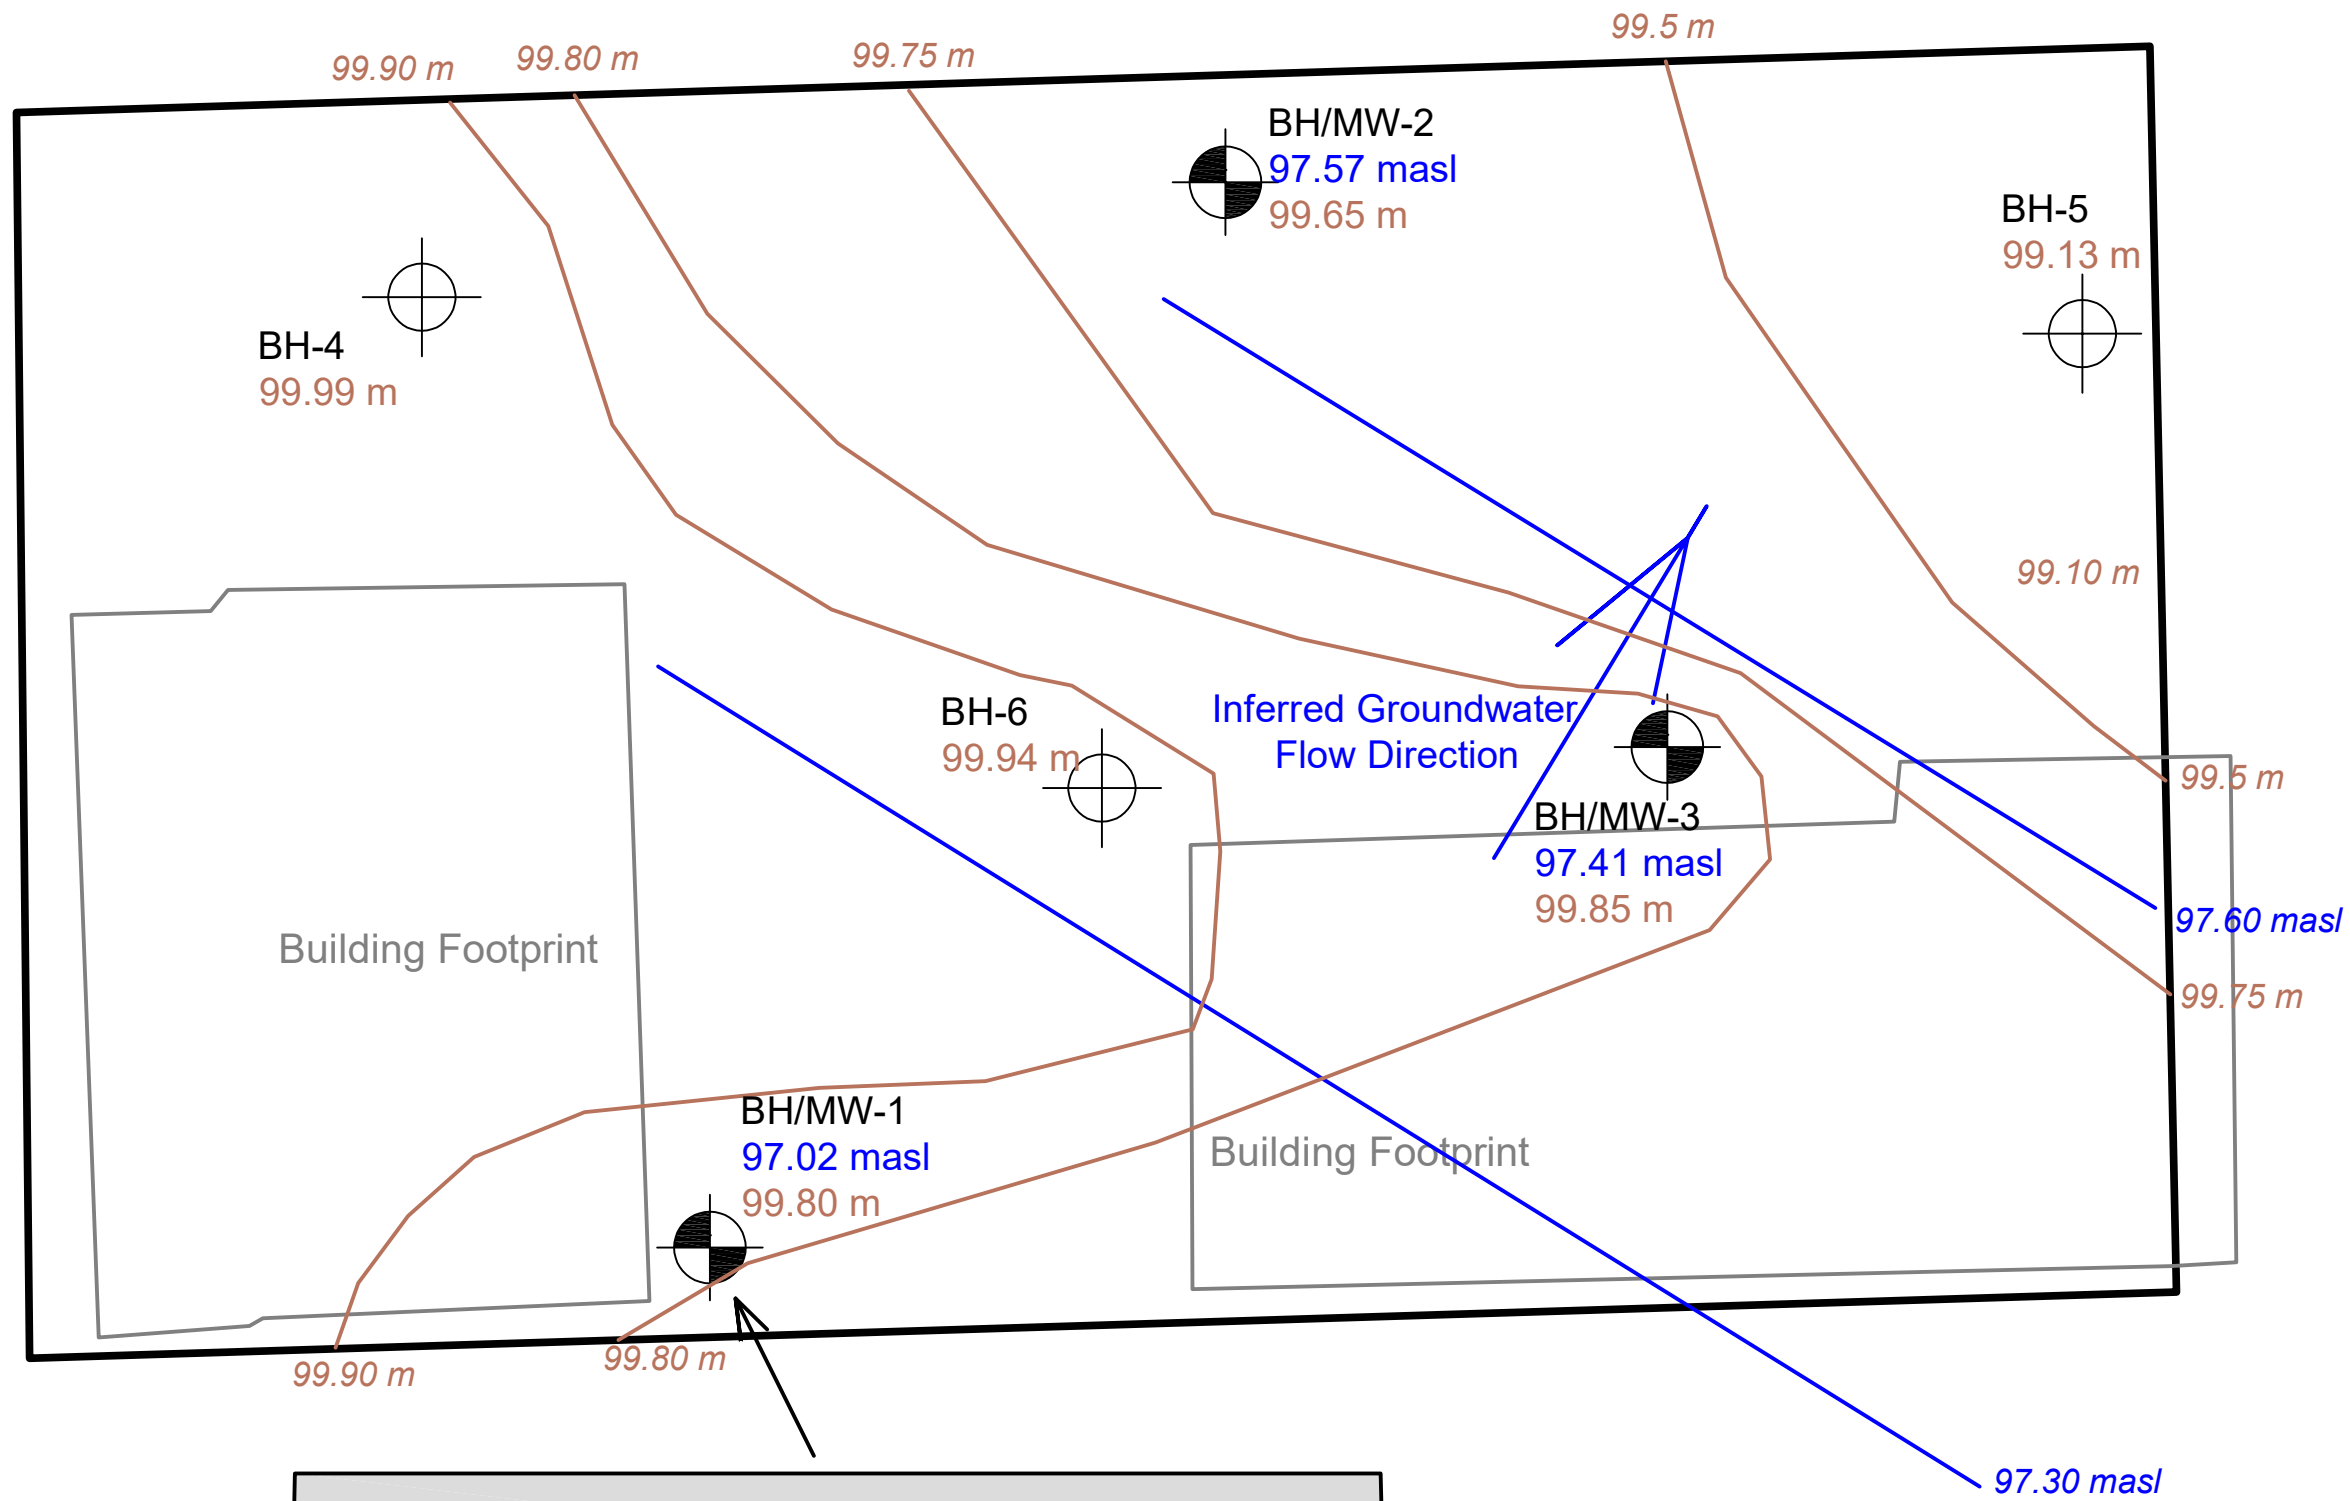 99.90 m
99.80 m
99.75 m
99.5 m
BH/MW-2
97.57 masl
99.65 m
BH-5
99.13 m
BH-4
99.99 m
99.10 m
BH-6
99.94 m
Inferred Groundwater
Flow Direction
99.5 m
BH/MW-3
97.41 masl
99.85 m
97.60 masl
Building Footprint
99.75 m
BH/MW-1
97.02 masl
99.80 m
Building Footprint
99.90 m
99.80 m
97.30 masl